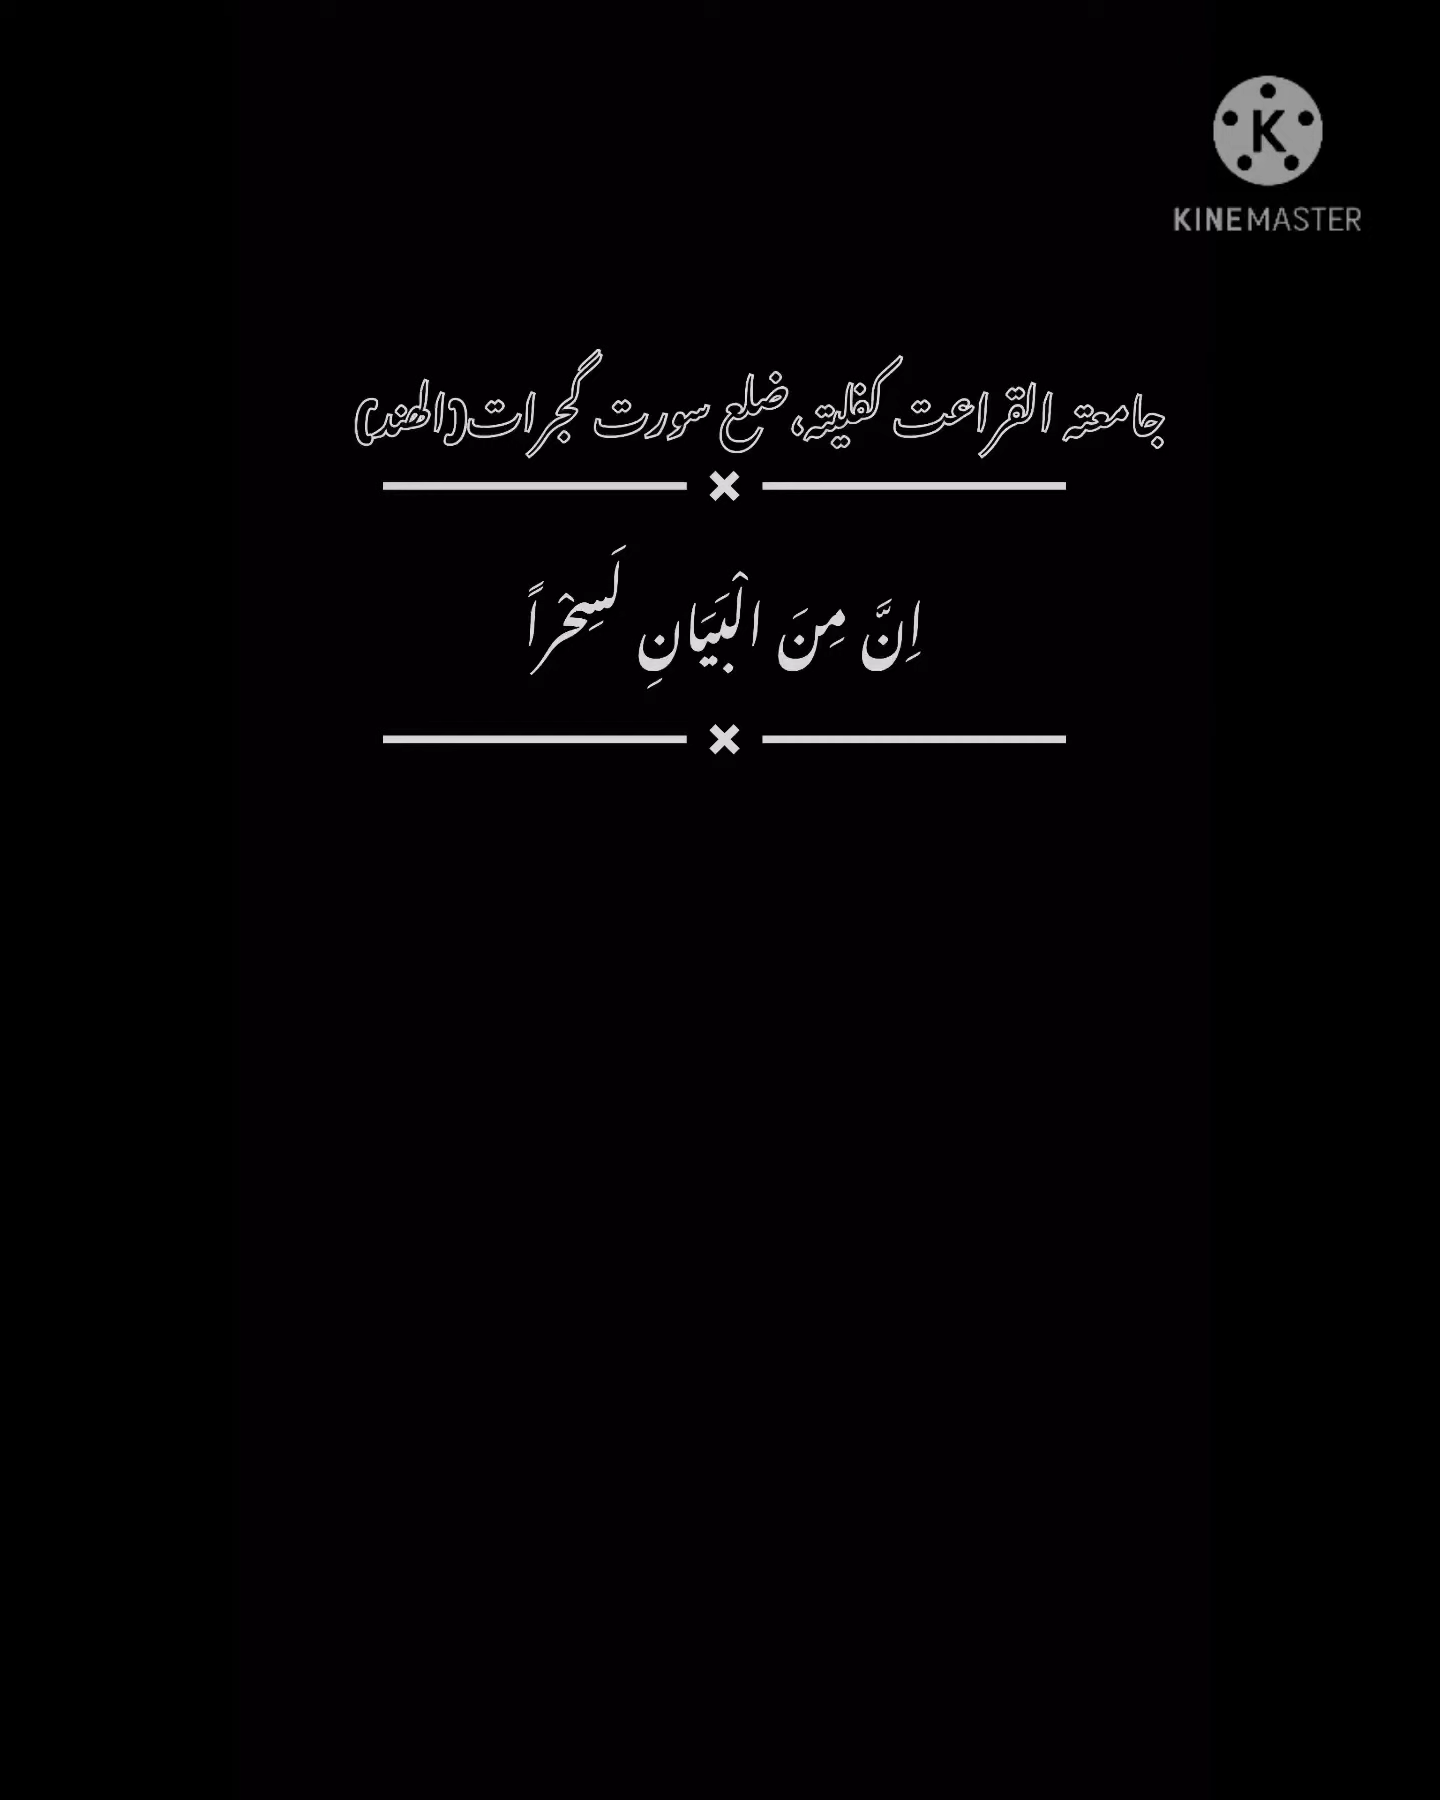 KINEMASTER
جامعتہ القراءت کفلیتہ، ضلع سورت گجرات (الھند)
اِنَّ مِنَ الْبَیَانِ لَسِحْراً